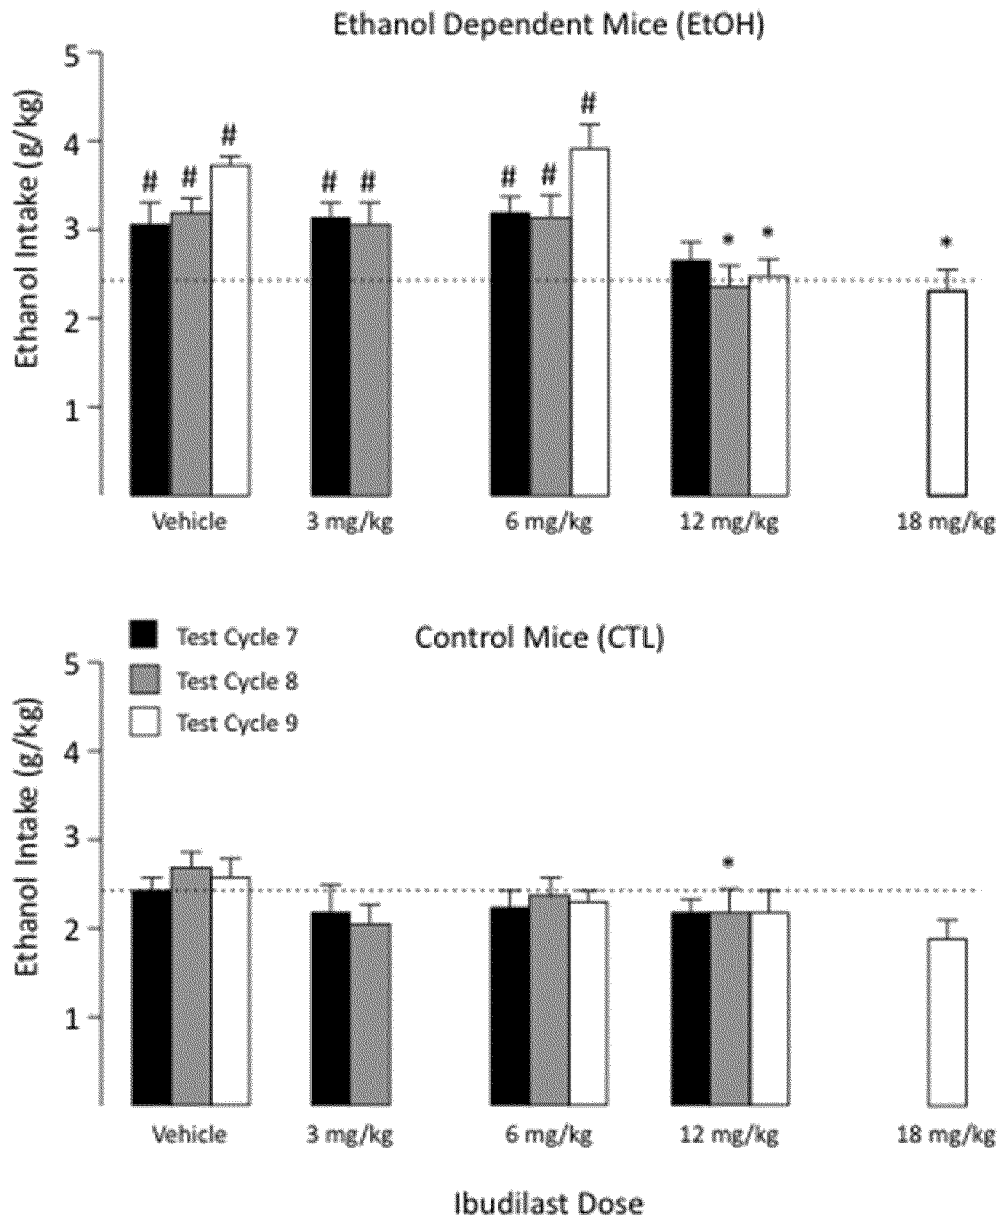 Ethanol Dependent Mice (EtOH)
Ethanol Intake (g/kg)
5
4
3
2
1
# # #
# #
# # #
* *
*
Vehicle 3 mg/kg 6 mg/kg 12 mg/kg 18 mg/kg
Control Mice (CTL)
Test Cycle 7
Test Cycle 8
Test Cycle 9
Ethanol Intake (g/kg)
5
4
3
2
1
*
Vehicle 3 mg/kg 6 mg/kg 12 mg/kg 18 mg/kg
Ibudilast Dose